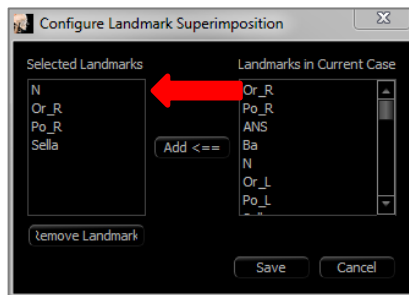 Configure Landmark Superimposition
Selected Landmarks
N
Or_R
Po_R
Sella
Add <==
Landmarks in Current Case
Or_R
Po_R
ANS
Ba
N
Or_L
Po_L
Remove Landmark
Save
Cancel